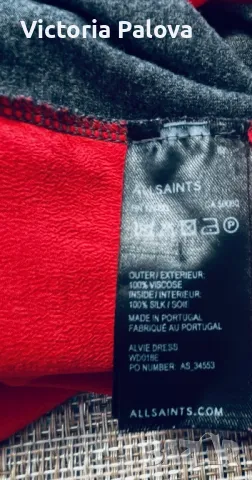 Victoria Palova
ALLSAINTS
OUTER/EXTERIEUR:
100% VISCOSE
INSIDE/INTERIEUR:
100% SILK / SOIE
MADE IN PORTUGAL
FABRIQUÉ AU PORTUGAL
ALVIE DRESS
WD018E
PO NUMBER: AS_34553
ALLSAINTS.COM